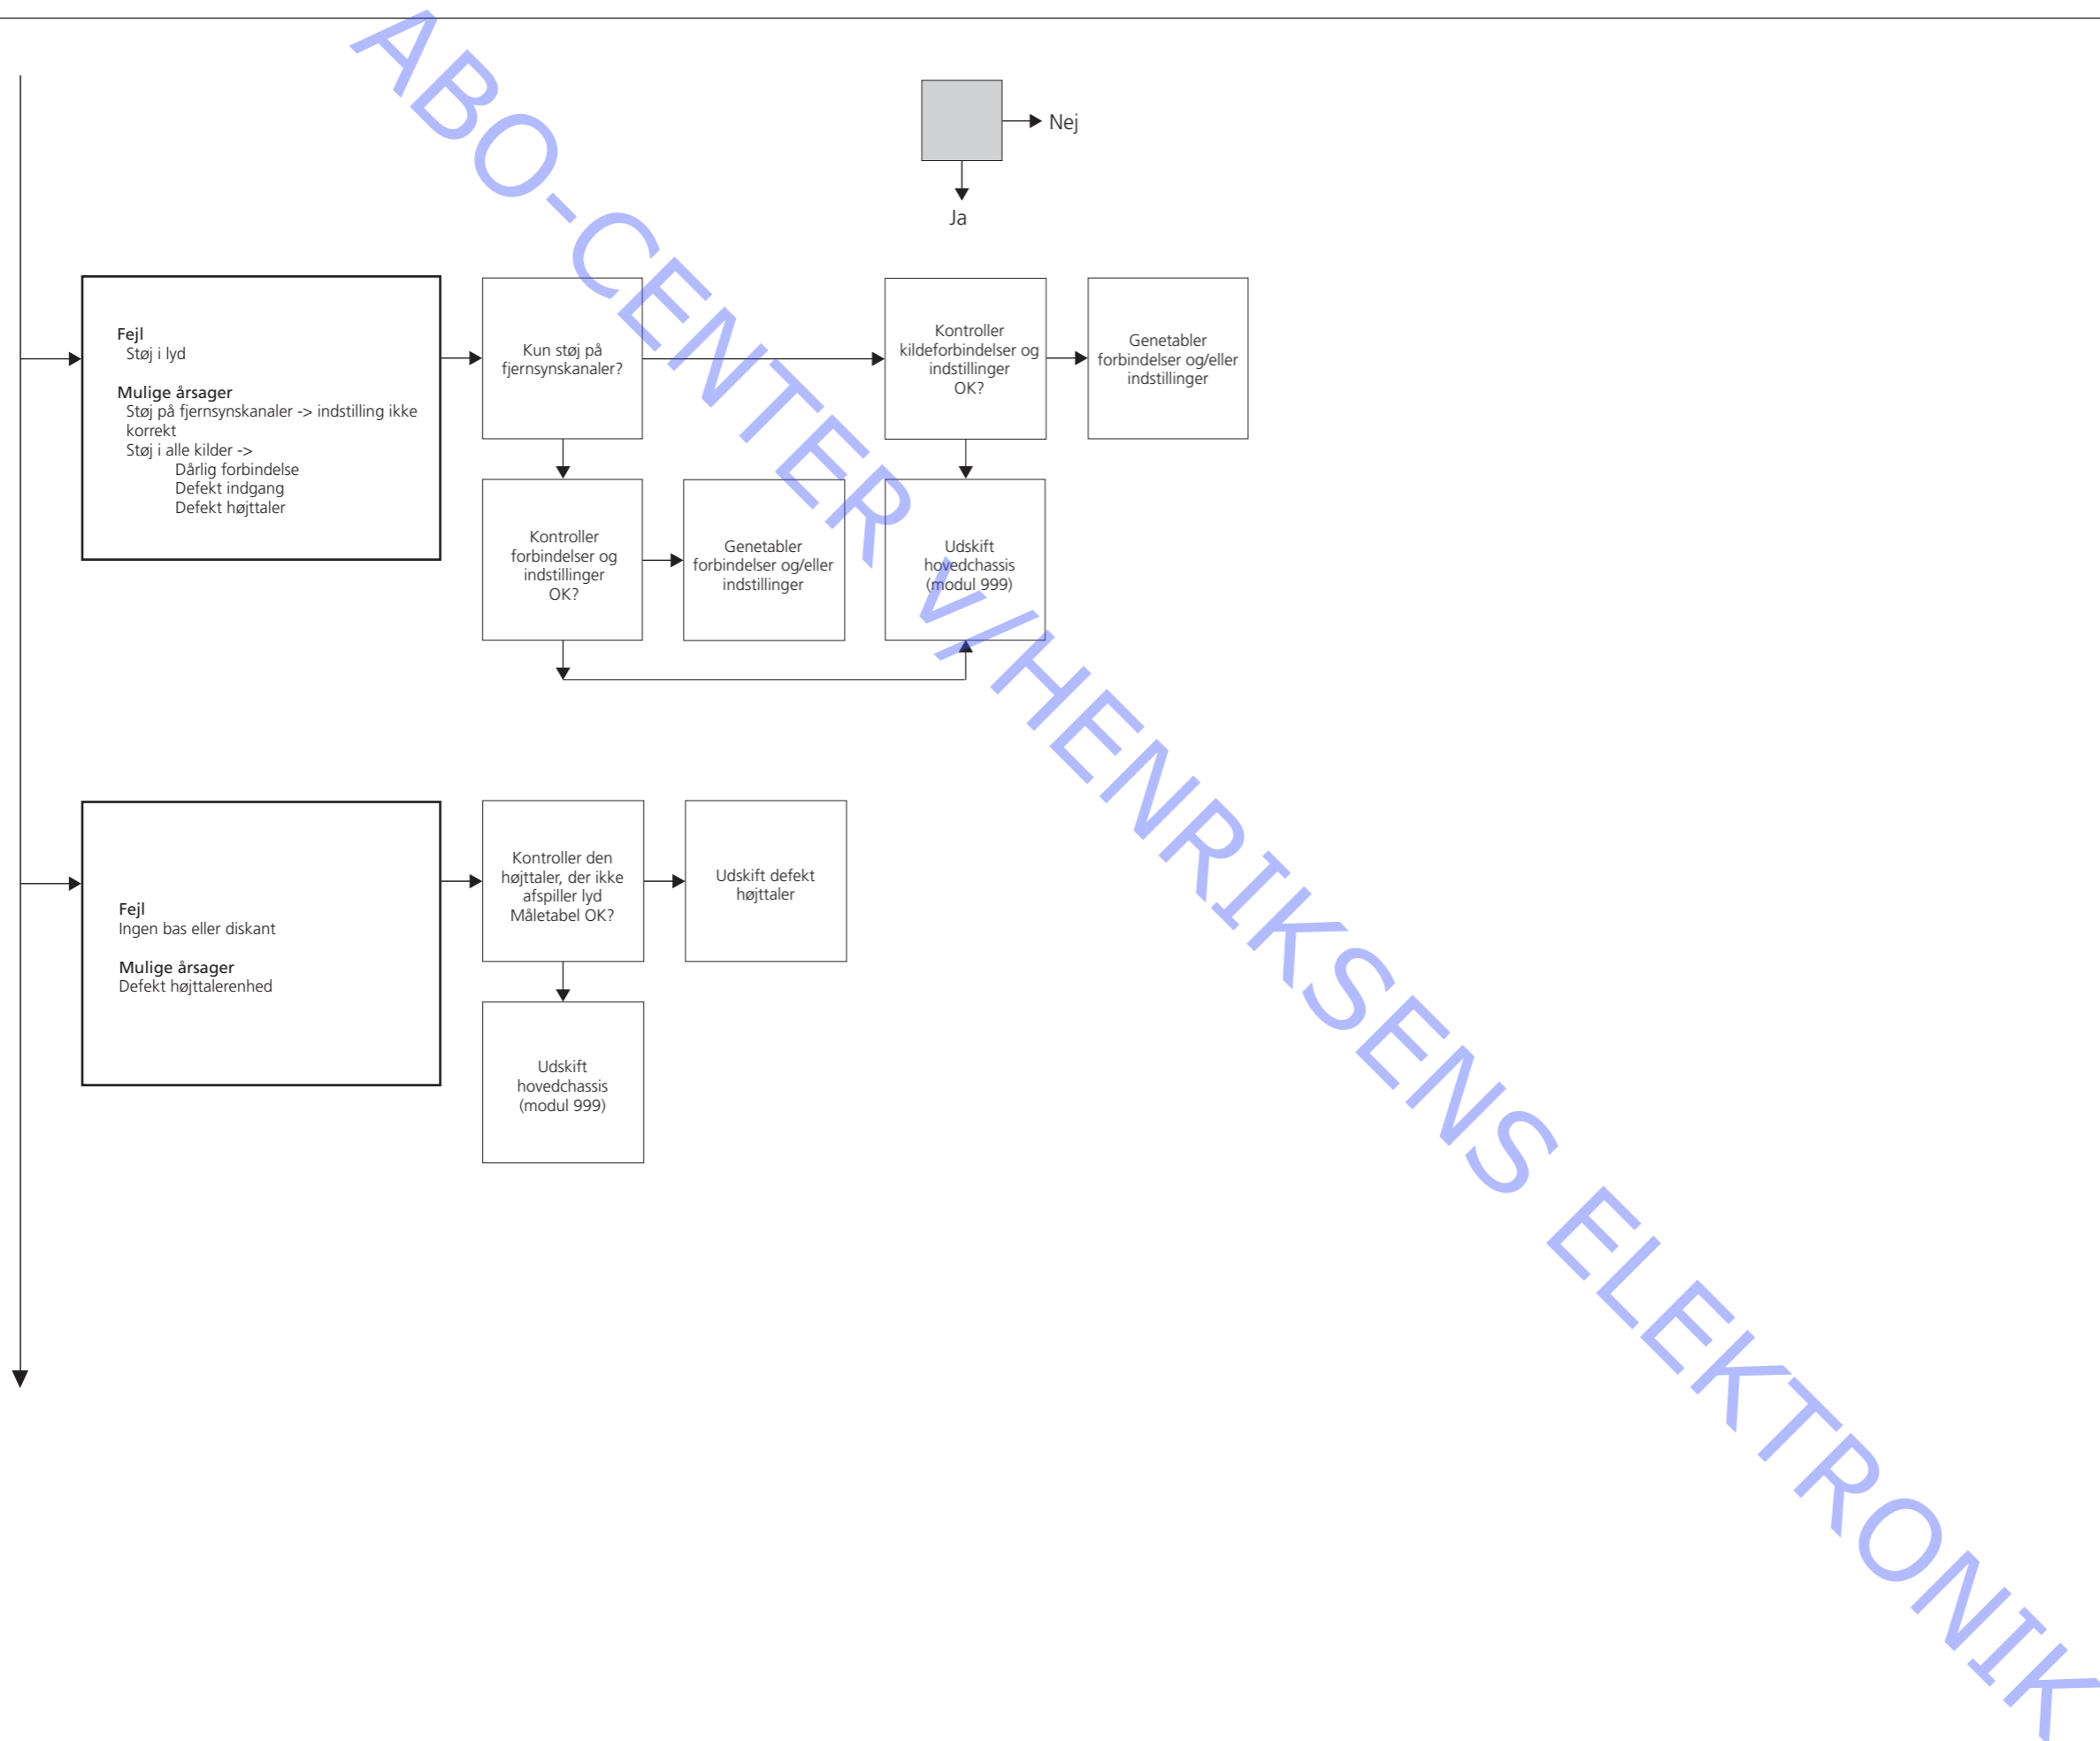 Nej
Ja
Fejl
Støj i lyd
Mulige årsager
Støj på fjernsynskanaler -> indstilling ikke
korrekt
Støj i alle kilder ->
Dårlig forbindelse
Defekt indgang
Defekt højttaler
Kun støj på
fjernsynskanaler?
Kontroller
kildeforbindelser og
indstillinger
OK?
Genetabler
forbindelser og/eller
indstillinger
Kontroller
forbindelser og
indstillinger
OK?
Genetabler
forbindelser og/eller
indstillinger
Udskift
hovedchassis
(modul 999)
Fejl
Ingen bas eller diskant
Mulige årsager
Defekt højttalerenhed
Kontroller den
højttaler, der ikke
afspiller lyd
Måletabel OK?
Udskift defekt
højttaler
Udskift
hovedchassis
(modul 999)
ABO-CENTER v/HENRIKSENS ELEKTRONIK